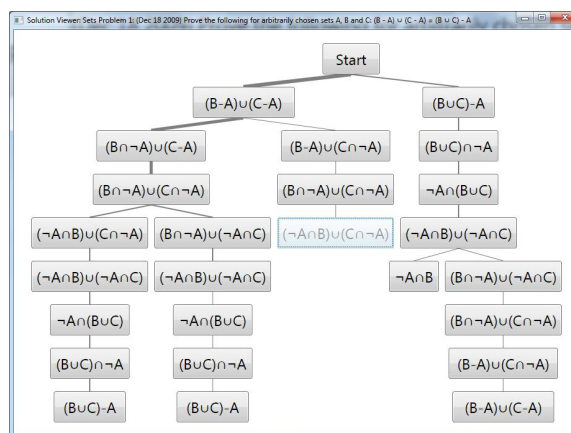 Solution Viewer: Sets Problem 1: (Dec 18 2009) Prove the following for arbitrarily chosen sets A, B and C: (B - A) ∪ (C - A) = (B ∪ C) - A
Start
(B-A)∪(C-A) (B∪C)-A
(B∩¬A)∪(C-A) (B-A)∪(C∩¬A) (B∪C)∩¬A
(B∩¬A)∪(C∩¬A) (B∩¬A)∪(C∩¬A) ¬A∩(B∪C)
(¬A∩B)∪(C∩¬A) (B∩¬A)∪(¬A∩C) (¬A∩B)∪(C∩¬A) (¬A∩B)∪(¬A∩C)
(¬A∩B)∪(¬A∩C) (¬A∩B)∪(¬A∩C) ¬A∩B (B∩¬A)∪(¬A∩C)
¬A∩(B∪C) ¬A∩(B∪C) (B∩¬A)∪(C∩¬A)
(B∪C)∩¬A (B∪C)∩¬A (B-A)∪(C∩¬A)
(B∪C)-A (B∪C)-A (B-A)∪(C-A)